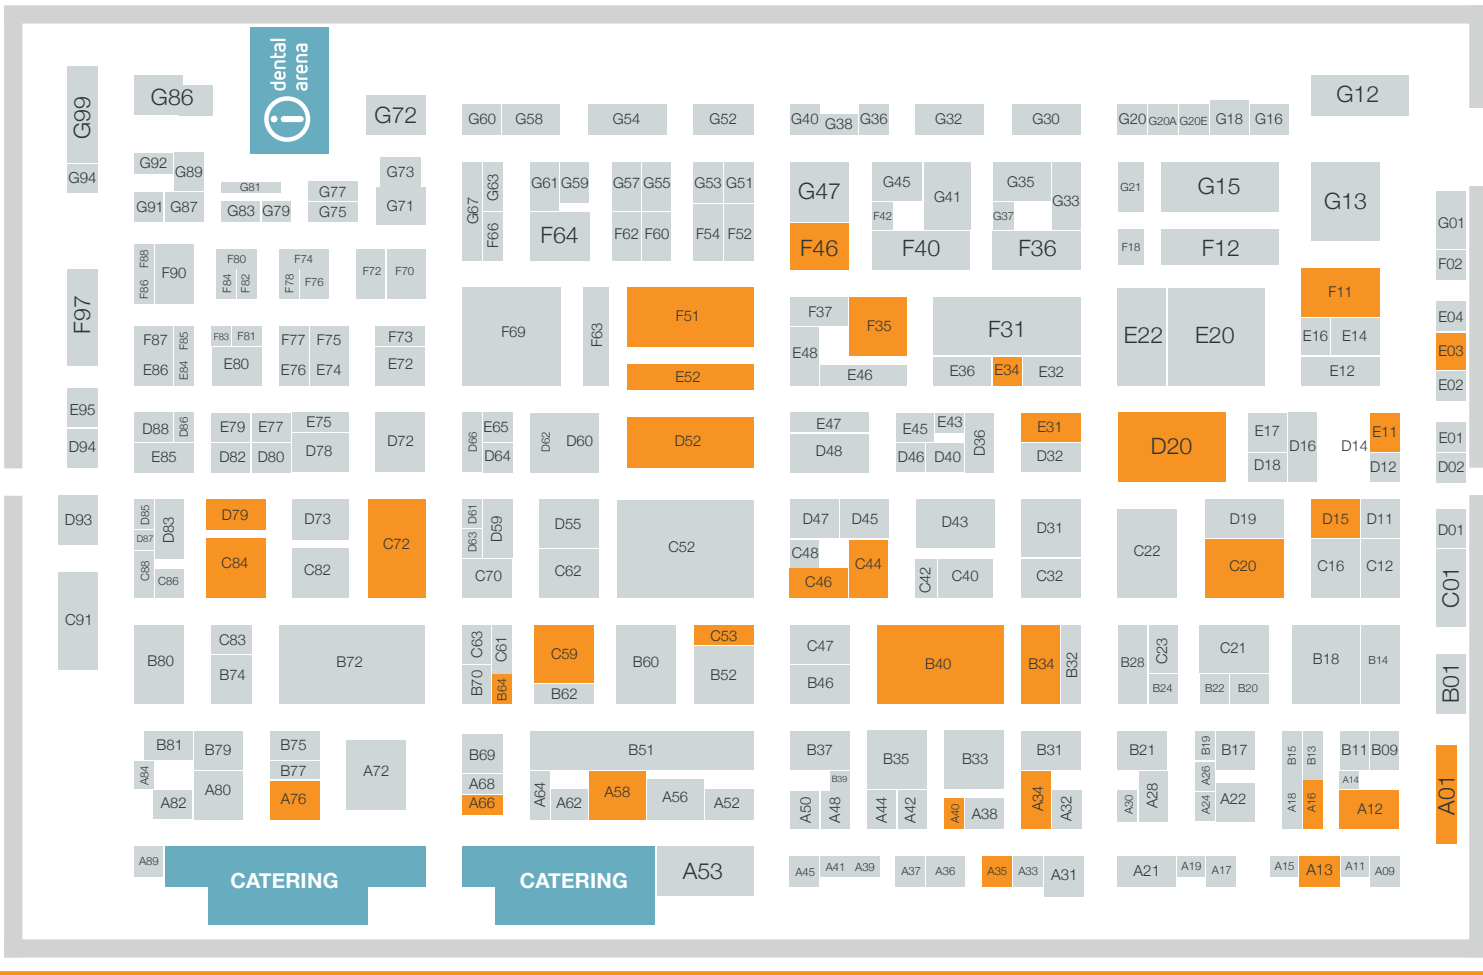 dental
arena
i
G99
G94
G86
G72
G92
G89
G91
G87
G81
G83
G79
G77
G75
G73
G71
G60
G58
G54
G52
G40
G38
G36
G32
G30
G20
G20A
G20E
G18
G16
G12
G67
G63
F66
G61
G59
F64
G57
G55
F62
F60
G53
G51
F54
F52
G47
F46
G45
F42
G41
F40
G35
G37
G33
F36
G21
F18
G15
F12
G13
G01
F02
F97
F88
F86
F90
F80
F84
F82
F74
F78
F76
F72
F70
F87
F85
E86
E84
F83
F81
E80
F77
F75
E76
E74
F73
E72
F69
F63
F51
E52
F37
F35
E48
E46
F31
E36
E34
E32
E22
E20
F11
E16
E14
E12
E04
E03
E02
E95
D94
D88
D86
E85
E79
E77
D82
D80
E75
D78
D72
D66
E65
D64
D62
D60
D52
E47
D48
E45
E43
D46
D40
D36
E31
D32
D20
E17
D18
D16
D14
E11
D12
E01
D02
D93
D85
D87
D83
C88
C86
D79
C84
D73
C82
C72
D61
D63
D59
C70
D55
C62
C52
D47
D45
C48
C46
C44
D43
C42
C40
D31
C32
C22
D19
C20
D15
D11
C16
C12
D01
C01
C91
B80
C83
B74
B72
C63
C61
B70
B64
C59
B62
B60
C53
B52
C47
B46
B40
B34
B32
B28
C23
B24
C21
B22
B20
B18
B14
B01
B81
A84
A82
B79
A80
B75
B77
A76
A72
B69
A68
A66
B51
A64
A62
A58
A56
A52
B37
B39
A50
A48
B35
A44
A42
B33
A40
A38
B31
A34
A32
B21
A30
A28
B19
B17
A26
A24
A22
B15
B13
A18
A16
B11
B09
A14
A12
A01
A89
CATERING
CATERING
A53
A45
A41
A39
A37
A36
A35
A33
A31
A21
A19
A17
A15
A13
A11
A09